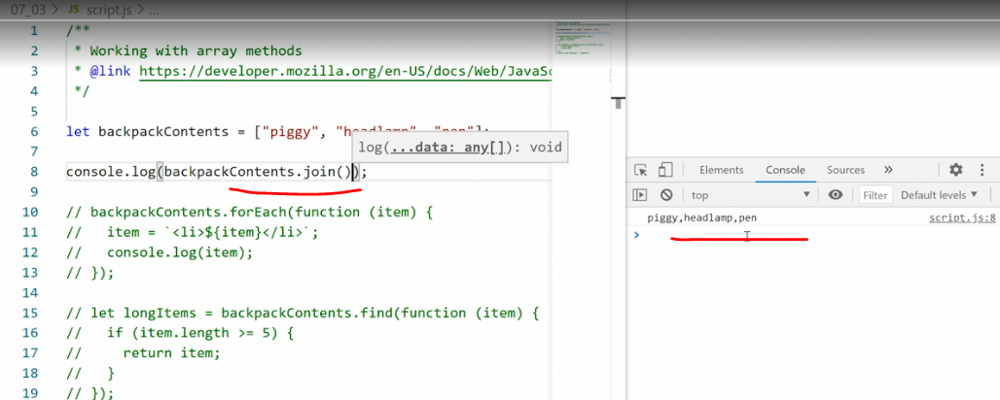 07_03 > JS script.js > ...
1 /**
2 * Working with array methods
3 * @link https://developer.mozilla.org/en-US/docs/Web/JavaSc
4 */
5
6 let backpackContents = ["piggy", "headlamp", "pen"];
log(...data: any[]): void
7
8 console.log(backpackContents.join());
9
10 // backpackContents.forEach(function (item) {
11 // item = `<li>${item}</li>`;
12 // console.log(item);
13 // });
14
15 // let longItems = backpackContents.find(function (item) {
16 // if (item.length >= 5) {
17 // return item;
18 // }
19 // });
Elements Console Sources »
top Filter Default levels ▼
piggy,headlamp,pen script.js:8
>